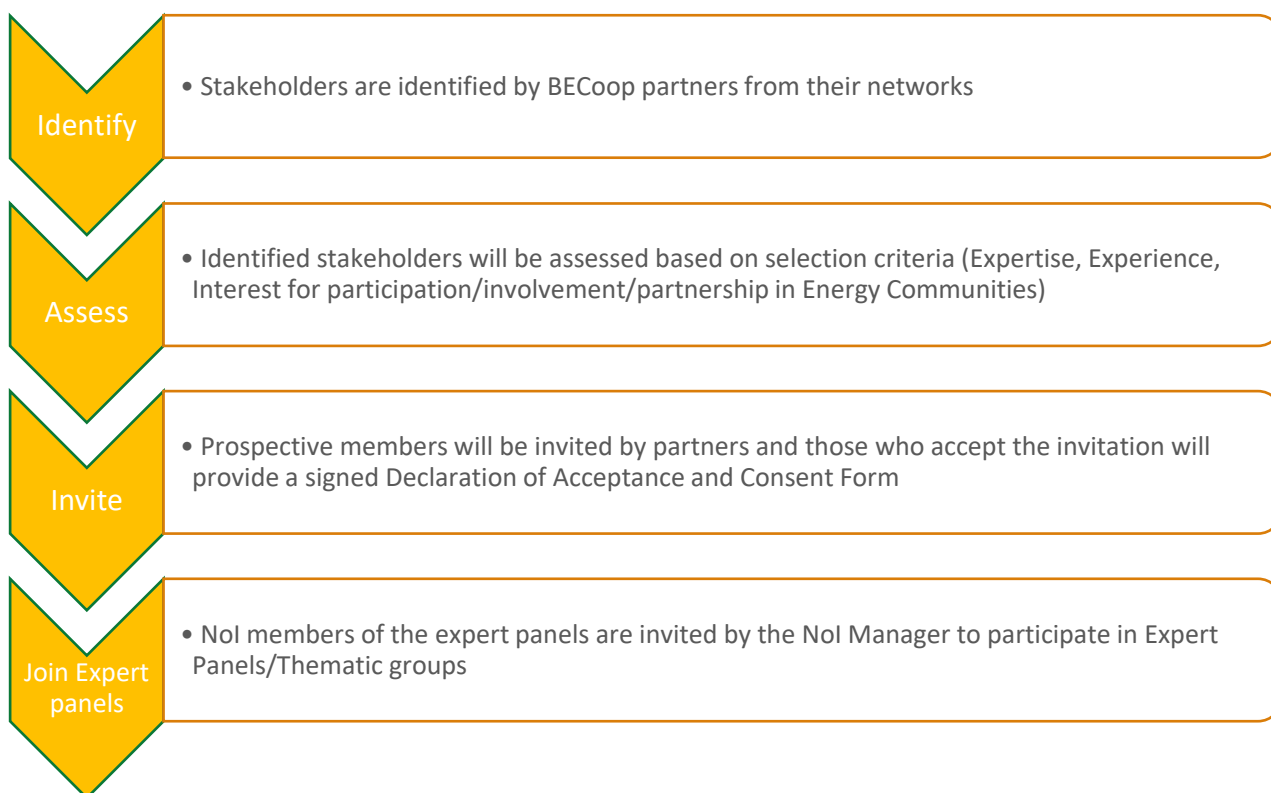 Identify
• Stakeholders are identified by BECoop partners from their networks
Assess
• Identified stakeholders will be assessed based on selection criteria (Expertise, Experience,
Interest for participation/involvement/partnership in Energy Communities)
Invite
• Prospective members will be invited by partners and those who accept the invitation will
provide a signed Declaration of Acceptance and Consent Form
Join Expert
panels
• NoI members of the expert panels are invited by the NoI Manager to participate in Expert
Panels/Thematic groups